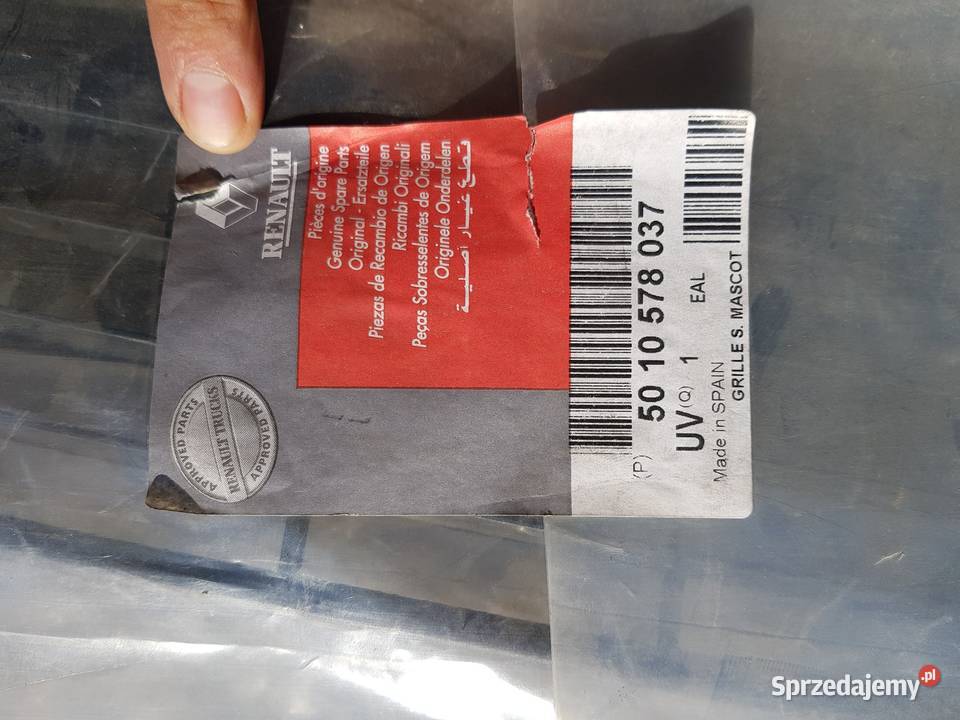 RENAULT
Pièces d'origine
Genuine Spare Parts
Original - Ersatzteile
Piezas de Recambio de Origen
Ricambi Originali
Peças Sobresselentes de Origem
Originele Onderdelen
قطع غيار أصلية
APPROVED PARTS
RENAULT TRUCKS
APPROVED PARTS
(P)
50 10 578 037
UV (Q) 1 EAL
Made in SPAIN
GRILLE S. MASCOT
Sprzedajemy.pl